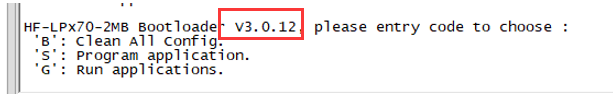 HF-LPx70-2MB Bootloader V3.0.12, please entry code to choose :
'B': Clean All Config.
'S': Program application.
'G': Run applications.